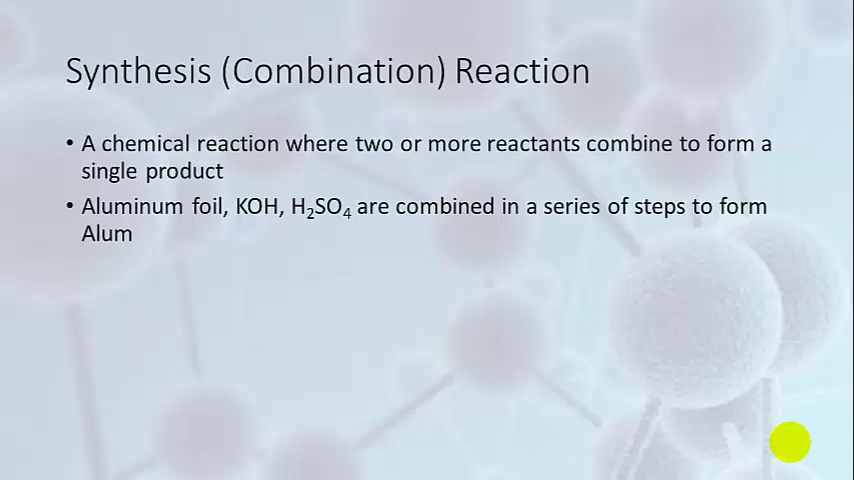 Synthesis (Combination) Reaction
• A chemical reaction where two or more reactants combine to form a
single product
• Aluminum foil, KOH, H₂SO₄ are combined in a series of steps to form
Alum